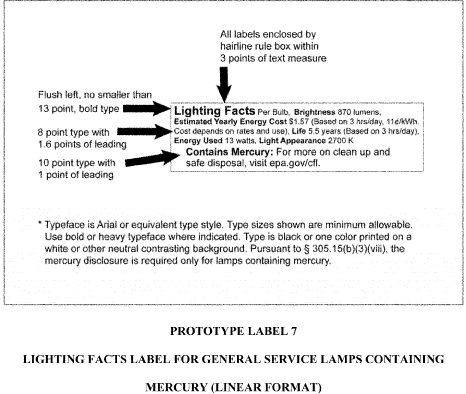 All labels enclosed by
hairline rule box within
3 points of text measure
Flush left, no smaller than
13 point, bold type
8 point type with
1.6 points of leading
10 point type with
1 point of leading
Lighting Facts Per Bulb, Brightness 870 lumens,
Estimated Yearly Energy Cost $1.57 (Based on 3 hrs/day, 11¢/kWh.
Cost depends on rates and use), Life 5.5 years (Based on 3 hrs/day),
Energy Used 13 watts, Light Appearance 2700 K
Contains Mercury: For more on clean up and
safe disposal, visit epa.gov/cfl.
* Typeface is Arial or equivalent type style. Type sizes shown are minimum allowable.
Use bold or heavy typeface where indicated. Type is black or one color printed on a
white or other neutral contrasting background. Pursuant to § 305.15(b)(3)(viii), the
mercury disclosure is required only for lamps containing mercury.
PROTOTYPE LABEL 7
LIGHTING FACTS LABEL FOR GENERAL SERVICE LAMPS CONTAINING
MERCURY (LINEAR FORMAT)